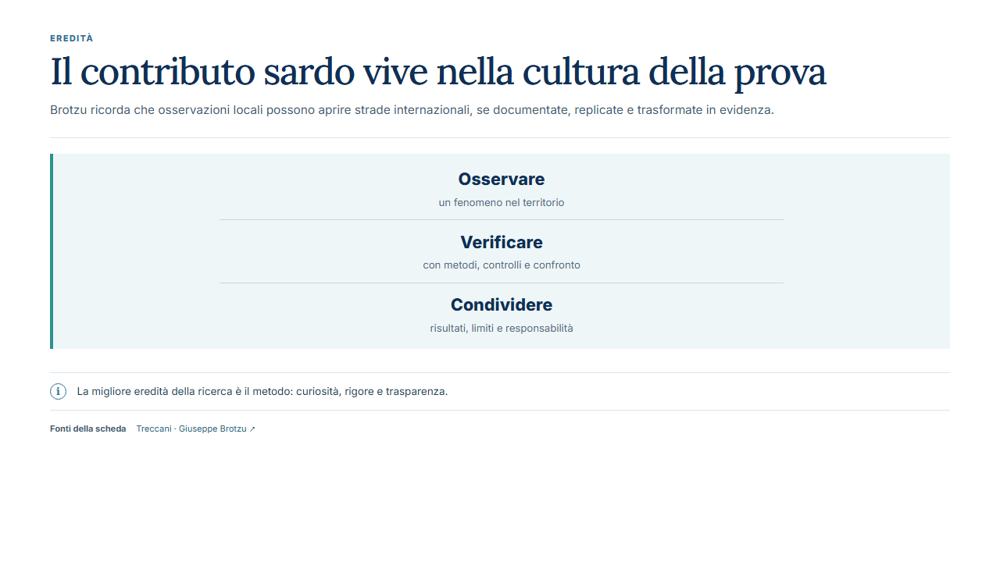 EREDITÀ
Il contributo sardo vive nella cultura della prova
Brotzu ricorda che osservazioni locali possono aprire strade internazionali, se documentate, replicate e trasformate in evidenza.
Osservare
un fenomeno nel territorio
Verificare
con metodi, controlli e confronto
Condividere
risultati, limiti e responsabilità
i La migliore eredità della ricerca è il metodo: curiosità, rigore e trasparenza.
Fonti della scheda Treccani · Giuseppe Brotzu ↗